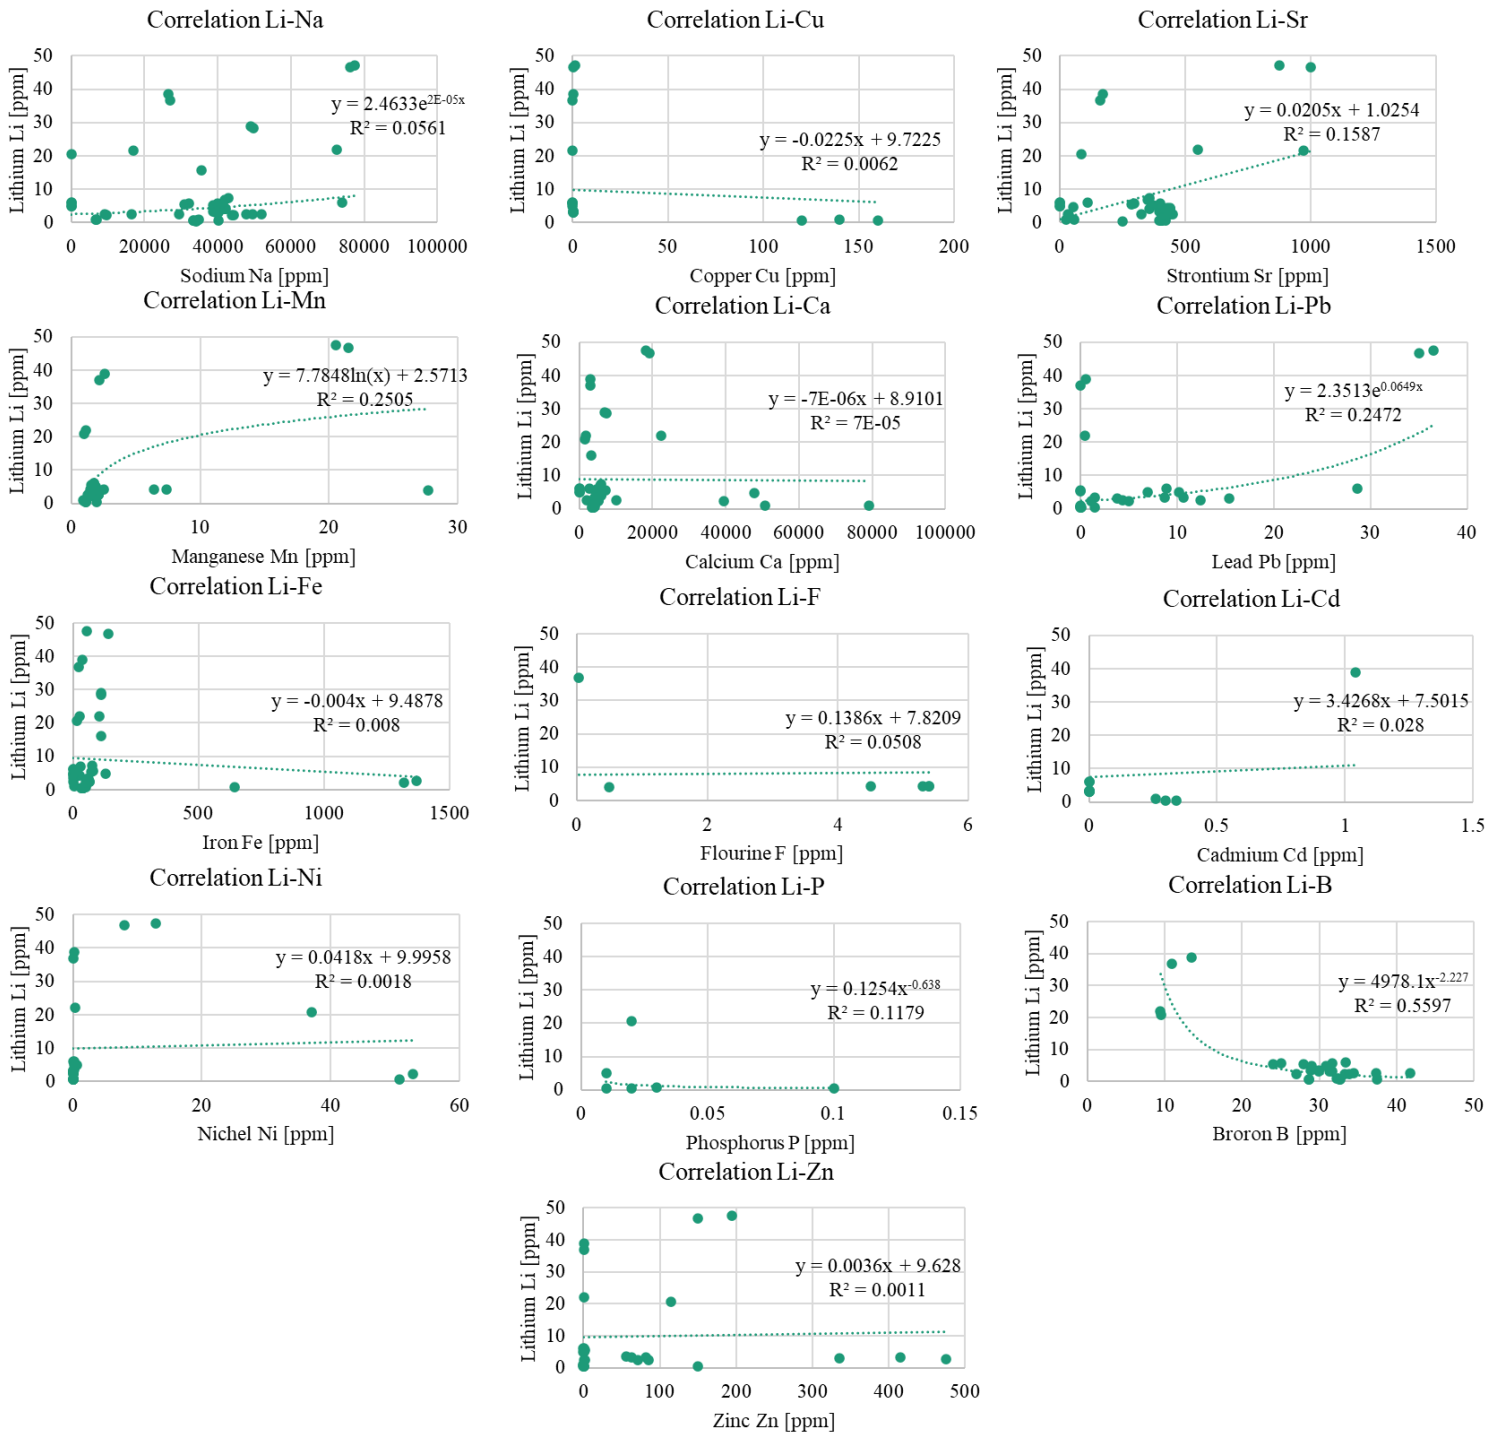 Correlation Li-Na
50
40
30
20
10
0
0 20000 40000 60000 80000 100000
Lithium Li [ppm]
Sodium Na [ppm]
y = 2.4633e^2E-05x
R² = 0.0561
Correlation Li-Cu
50
40
30
20
10
0
0 50 100 150 200
Lithium Li [ppm]
Copper Cu [ppm]
y = -0.0225x + 9.7225
R² = 0.0062
Correlation Li-Sr
50
40
30
20
10
0
0 500 1000 1500
Lithium Li [ppm]
Strontium Sr [ppm]
y = 0.0205x + 1.0254
R² = 0.1587
Correlation Li-Mn
50
40
30
20
10
0
0 10 20 30
Lithium Li [ppm]
Manganese Mn [ppm]
y = 7.7848ln(x) + 2.5713
R² = 0.2505
Correlation Li-Ca
50
40
30
20
10
0
0 20000 40000 60000 80000 100000
Lithium Li [ppm]
Calcium Ca [ppm]
y = -7E-06x + 8.9101
R² = 7E-05
Correlation Li-Pb
50
40
30
20
10
0
0 10 20 30 40
Lithium Li [ppm]
Lead Pb [ppm]
y = 2.3513e^0.0649x
R² = 0.2472
Correlation Li-Fe
50
40
30
20
10
0
0 500 1000 1500
Lithium Li [ppm]
Iron Fe [ppm]
y = -0.004x + 9.4878
R² = 0.008
Correlation Li-F
50
40
30
20
10
0
0 2 4 6
Lithium Li [ppm]
Flourine F [ppm]
y = 0.1386x + 7.8209
R² = 0.0508
Correlation Li-Cd
50
40
30
20
10
0
0 0.5 1 1.5
Lithium Li [ppm]
Cadmium Cd [ppm]
y = 3.4268x + 7.5015
R² = 0.028
Correlation Li-Ni
50
40
30
20
10
0
0 20 40 60
Lithium Li [ppm]
Nichel Ni [ppm]
y = 0.0418x + 9.9958
R² = 0.0018
Correlation Li-P
50
40
30
20
10
0
0 0.05 0.1 0.15
Lithium Li [ppm]
Phosphorus P [ppm]
y = 0.1254x^-0.638
R² = 0.1179
Correlation Li-B
50
40
30
20
10
0
0 10 20 30 40 50
Lithium Li [ppm]
Broron B [ppm]
y = 4978.1x^-2.227
R² = 0.5597
Correlation Li-Zn
50
40
30
20
10
0
0 100 200 300 400 500
Lithium Li [ppm]
Zinc Zn [ppm]
y = 0.0036x + 9.628
R² = 0.0011